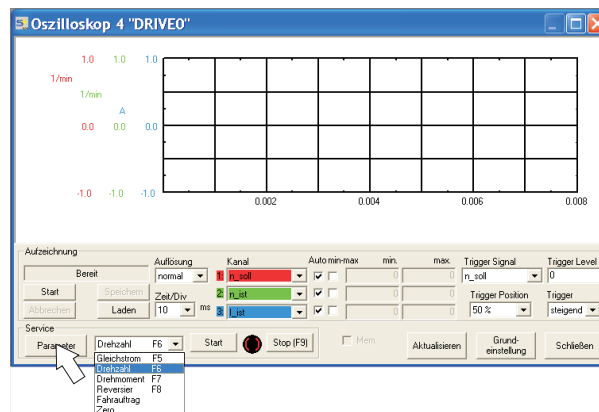 Oszilloskop 4 "DRIVE0"
1.0 1.0 1.0
1/min
1/min
A
0.0 0.0 0.0
-1.0 -1.0 -1.0
0.002 0.004 0.006 0.008
Aufzeichnung
Bereit
Start Speichern
Abbrechen Laden
Auflösung
normal
Zeit/Div
10 ms
Kanal Auto min-max min. max.
1: n_soll 0 0
2: n_ist 0 0
3: I_ist 0 0
Trigger Signal Trigger Level
n_soll 0
Trigger Position Trigger
50 % steigend
Service
Parameter Drehzahl F6 Start Stop (F9) Mem. Aktualisieren Grund-einstellung Schließen
Gleichstrom F5
Drehzahl F6
Drehmoment F7
Reversier F8
Fahrauftrag
Zero